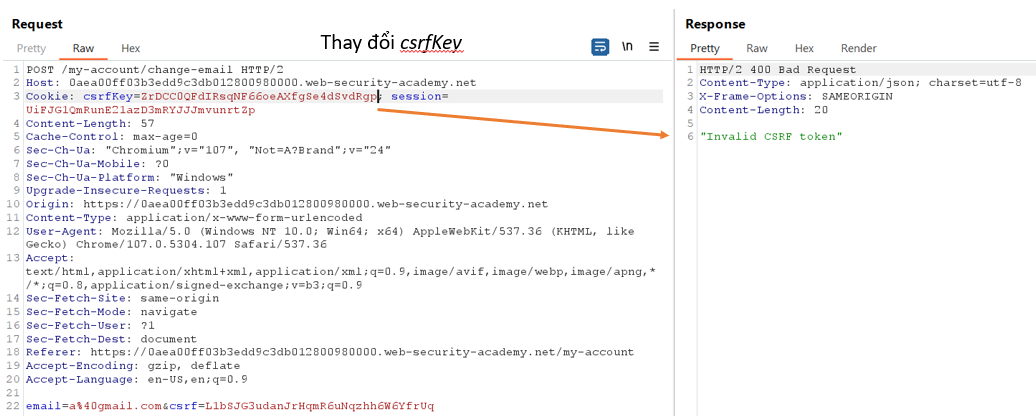 Request
Thay đổi csrfKey
Pretty Raw Hex
\n
1 POST /my-account/change-email HTTP/2
2 Host: 0aea00ff03b3edd9c3db012800980000.web-security-academy.net
3 Cookie: csrfKey=ZrDCC0QFdIRsqNF66oeAXfgSe4dSvdRgp; session=
UiFJGlQmRunE21azD3mRYJJJmvunrtZp
4 Content-Length: 57
5 Cache-Control: max-age=0
6 Sec-Ch-Ua: "Chromium";v="107", "Not=A?Brand";v="24"
7 Sec-Ch-Ua-Mobile: ?0
8 Sec-Ch-Ua-Platform: "Windows"
9 Upgrade-Insecure-Requests: 1
10 Origin: https://0aea00ff03b3edd9c3db012800980000.web-security-academy.net
11 Content-Type: application/x-www-form-urlencoded
12 User-Agent: Mozilla/5.0 (Windows NT 10.0; Win64; x64) AppleWebKit/537.36 (KHTML, like
Gecko) Chrome/107.0.5304.107 Safari/537.36
13 Accept:
text/html,application/xhtml+xml,application/xml;q=0.9,image/avif,image/webp,image/apng,*
/*;q=0.8,application/signed-exchange;v=b3;q=0.9
14 Sec-Fetch-Site: same-origin
15 Sec-Fetch-Mode: navigate
16 Sec-Fetch-User: ?1
17 Sec-Fetch-Dest: document
18 Referer: https://0aea00ff03b3edd9c3db012800980000.web-security-academy.net/my-account
19 Accept-Encoding: gzip, deflate
20 Accept-Language: en-US,en;q=0.9
21
22 email=a%40gmail.com&csrf=L1bSJG3udanJrHqmR6uNqzhh6W6YfrUq
Response
Pretty Raw Hex Render
1 HTTP/2 400 Bad Request
2 Content-Type: application/json; charset=utf-8
3 X-Frame-Options: SAMEORIGIN
4 Content-Length: 20
5
6 "Invalid CSRF token"